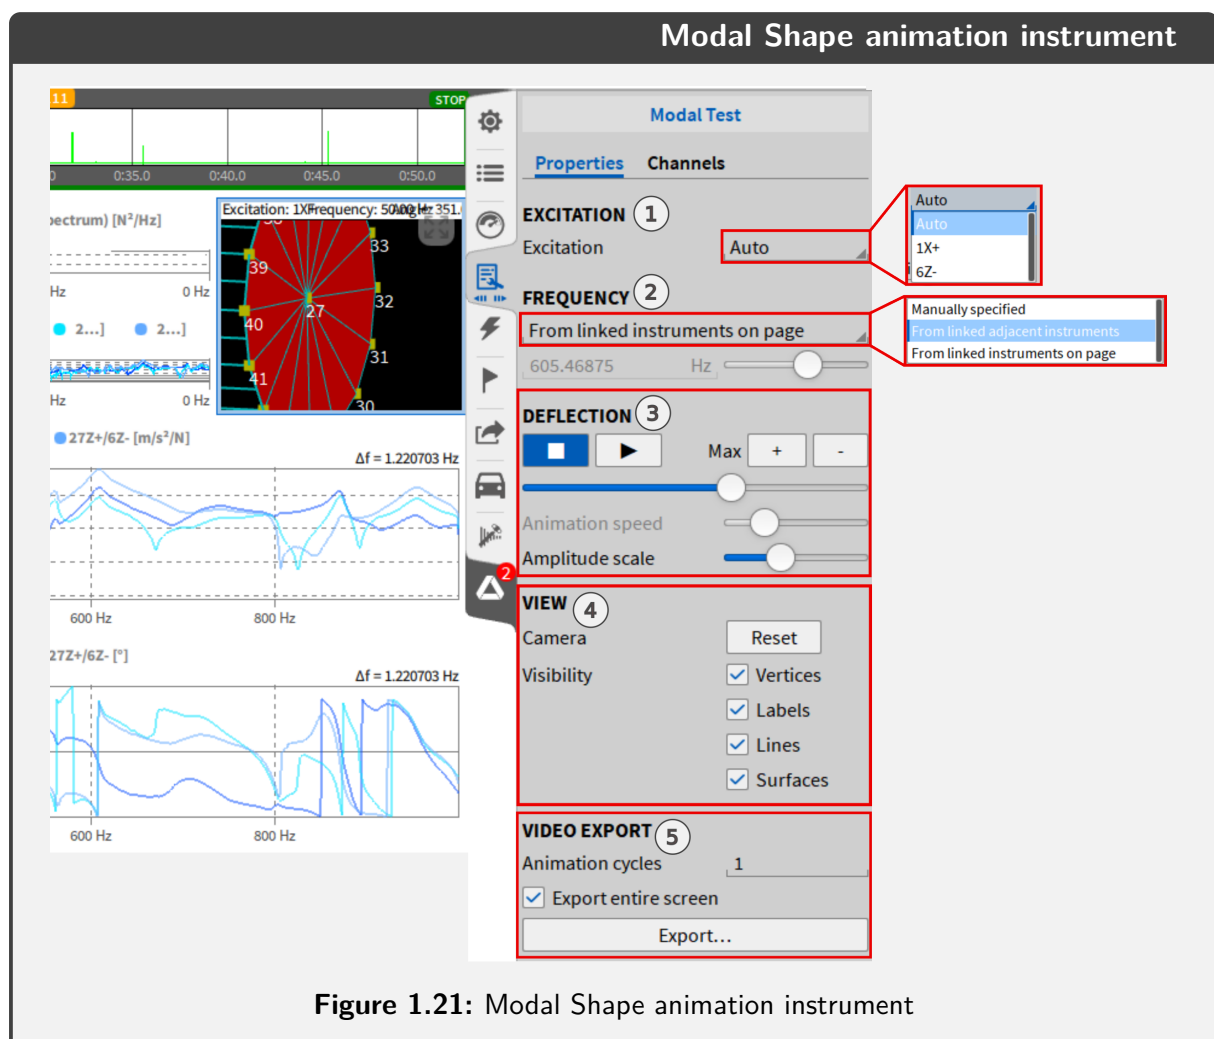 Modal Shape animation instrument
11
STOP
0:35.0 0:40.0 0:45.0 0:50.0
pectrum) [N²/Hz]
Hz 0 Hz
2...] 2...]
Hz 0 Hz
Excitation: 1X+
Frequency: 50
351.
33
39
32
27
40
31
41
30
27Z+/6Z- [m/s²/N]
Δf = 1.220703 Hz
600 Hz 800 Hz
27Z+/6Z- [°]
Δf = 1.220703 Hz
600 Hz 800 Hz
2
Modal Test
Properties Channels
EXCITATION 1
Excitation Auto
Auto
Auto
1X+
6Z-
FREQUENCY 2
From linked instruments on page
Manually specified
From linked adjacent instruments
From linked instruments on page
605.46875 Hz
DEFLECTION 3
Max + -
Animation speed
Amplitude scale
VIEW 4
Camera Reset
Visibility Vertices
Labels
Lines
Surfaces
VIDEO EXPORT 5
Animation cycles 1
Export entire screen
Export...
Figure 1.21: Modal Shape animation instrument